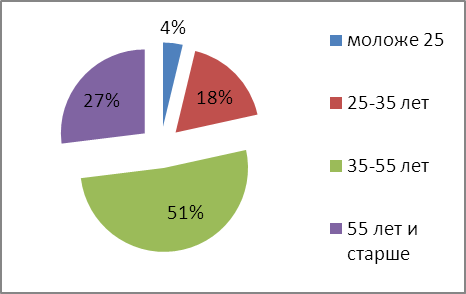 4%
18%
27%
51%
моложе 25
25-35 лет
35-55 лет
55 лет и
старше